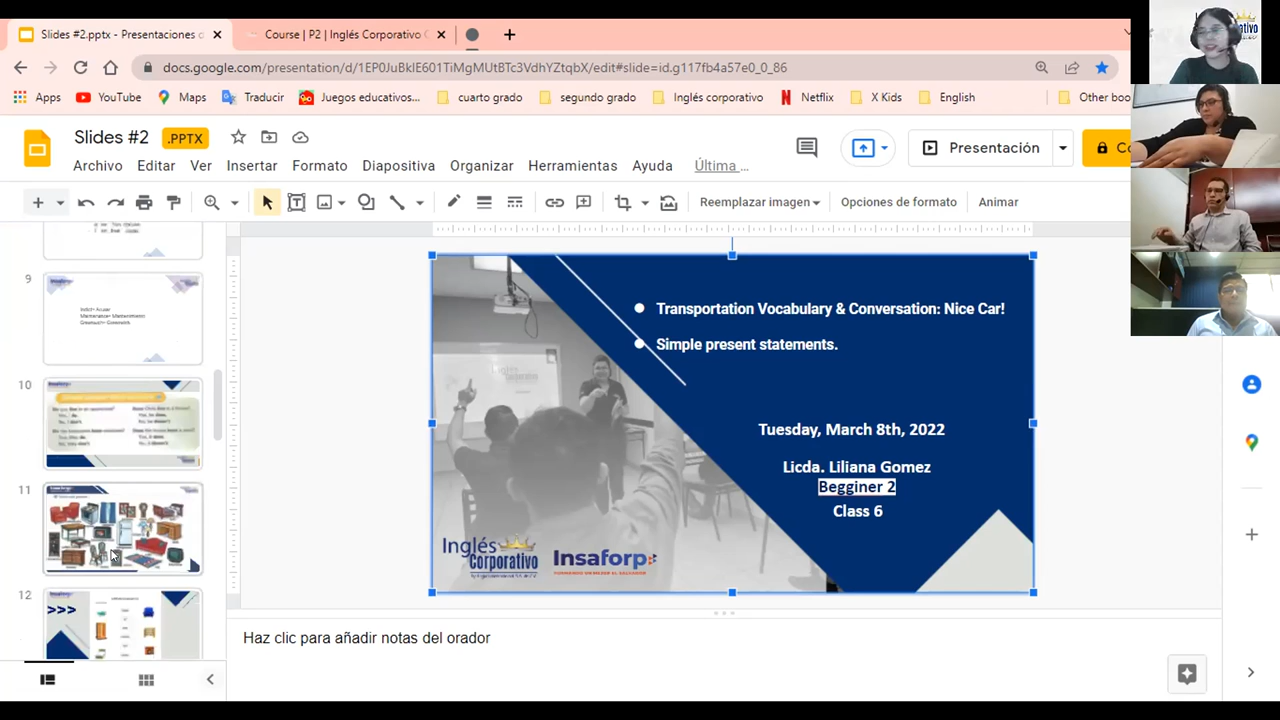 Slides #2.pptx - Presentaciones d
Course | P2 | Inglés Corporativo
docs.google.com/presentation/d/
edit#slide=id.g117fb4a57e0_0_86
Apps YouTube Maps Traducir Juegos educativos... cuarto grado segundo grado Inglés corporativo Netflix X Kids English Other boo
Slides #2 .PPTX
Archivo Editar Ver Insertar Formato Diapositiva Organizar Herramientas Ayuda Última ...
Presentación
Co
Reemplazar imagen Opciones de formato Animar
9
10
11
12
>>>
Transportation Vocabulary & Conversation: Nice Car!
Simple present statements.
Tuesday, March 8th, 2022
Licda. Liliana Gomez
Begginer 2
Class 6
Inglés
Corporativo
Insaforp
Haz clic para añadir notas del orador